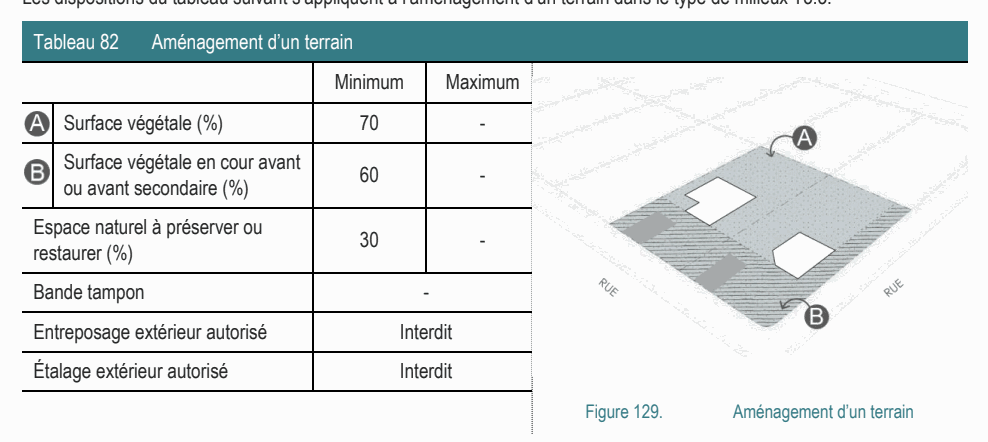 Les dispositions du tableau suivant s'appliquent à l'aménagement d'un terrain dans le type de milieux
Tableau 82 Aménagement d'un terrain
Minimum Maximum
A Surface végétale (%) 70 -
B Surface végétale en cour avant
ou avant secondaire (%) 60 -
Espace naturel à préserver ou
restaurer (%) 30 -
Bande tampon -
Entreposage extérieur autorisé Interdit
Étalage extérieur autorisé Interdit
A
RUE
RUE
B
Figure 129. Aménagement d'un terrain